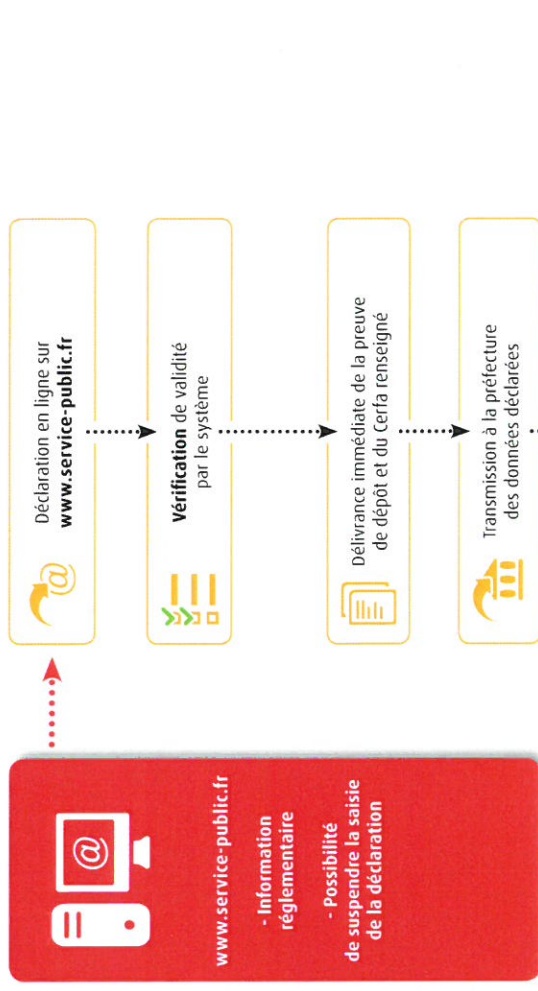 www.service-public.fr
- Information
réglementaire
- Possibilité
de suspendre la saisie
de la déclaration
Déclaration en ligne sur
www.service-public.fr
Vérification de validité
par le système
Délivrance immédiate de la preuve
de dépôt et du Cerfa renseigné
Transmission à la préfecture
des données déclarées